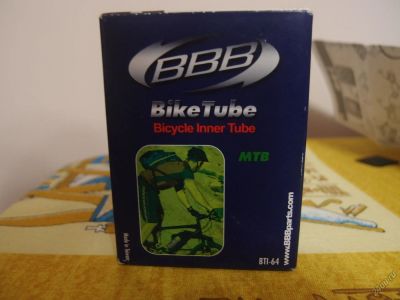 BBB
BikeTube
Bicycle Inner Tube
MTB
www.BBBparts.com
BTI-64